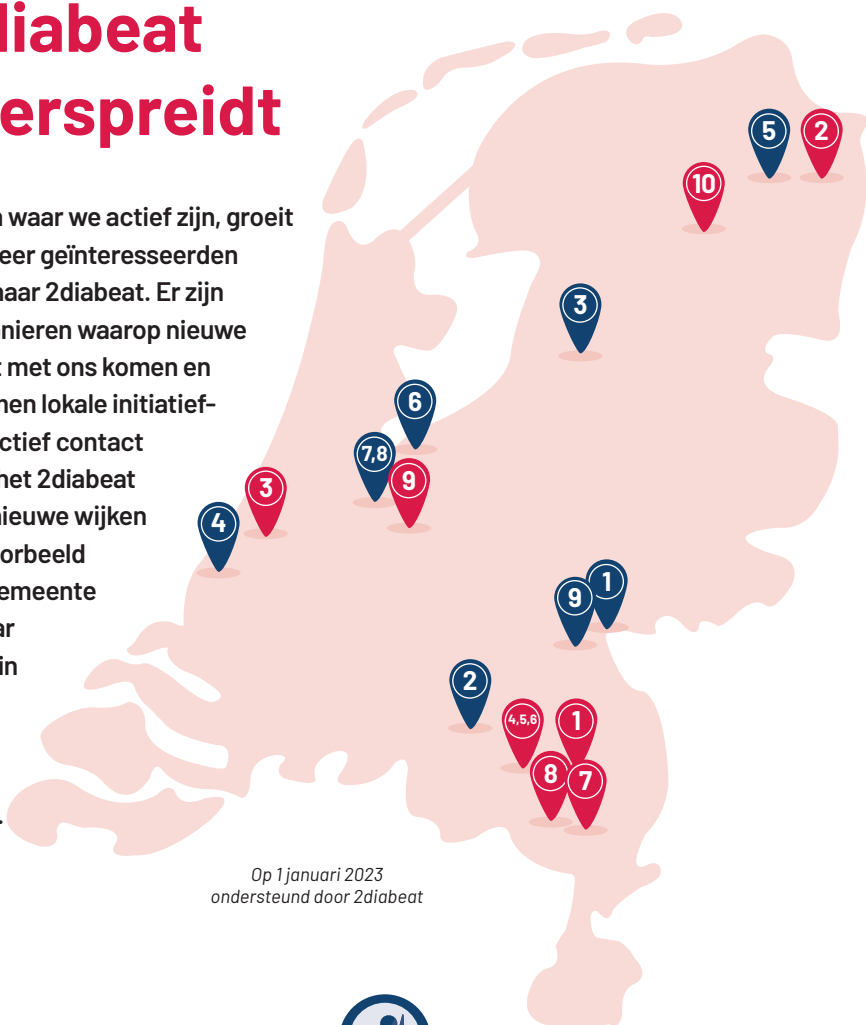 diabeat
erspreidt
waar we actief zijn, groeit
eer geïnteresseerden
naar 2diabeat. Er zijn
nieren waarop nieuwe
t met ons komen en
nen lokale initiatief-
ctief contact
het 2diabeat
nieuwe wijken
orbeeld
emeente
ar
in
.
5
2
10
3
6
7,8
9
3
4
1
9
2
4,5,6
1
8
7
Op 1 januari 2023
ondersteund door 2diabeat